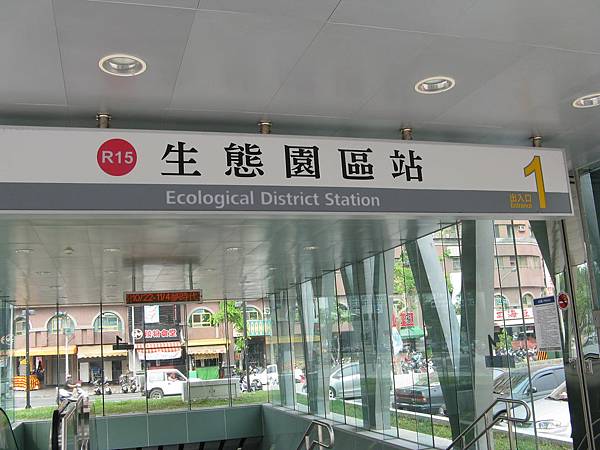 R15 生態園區站
Ecological District Station
出入口
Entrance
1